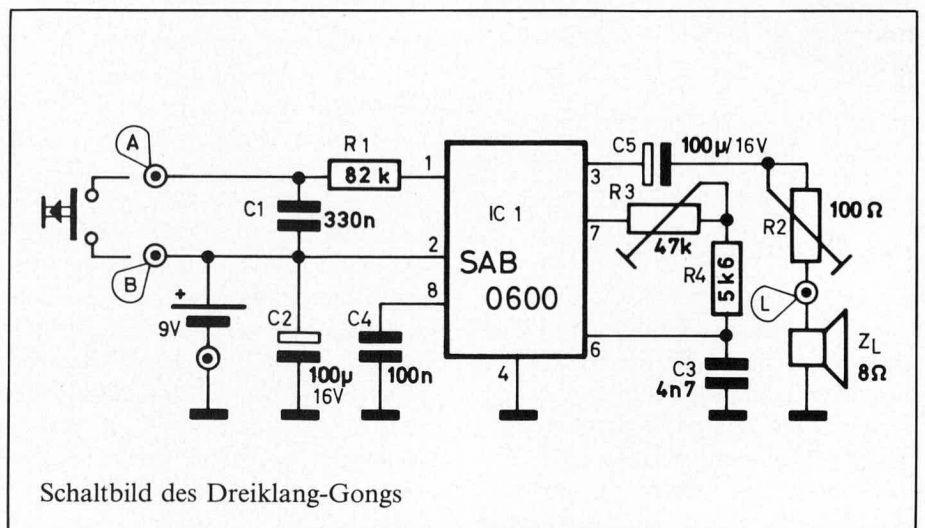 A
R1
82 k
1
C5
100µ/16V
3
R3
C1
330n
IC 1
7
47k
R2
100 Ω
B
2
SAB
0600
R4
5k6
L
+
9V
C2
C4
8
6
ZL
8Ω
100µ
16V
100n
4
C3
4n7
Schaltbild des Dreiklang-Gongs